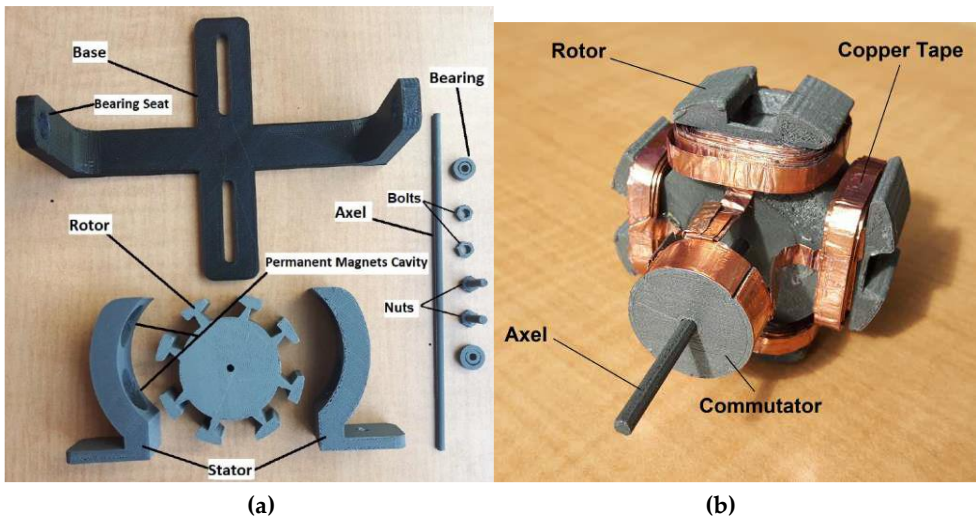 Base
Bearing Seat
Bearing
Bolts
Axel
Rotor
Permanent Magnets Cavity
Nuts
Stator
(a)
Rotor
Copper Tape
Axel
Commutator
(b)